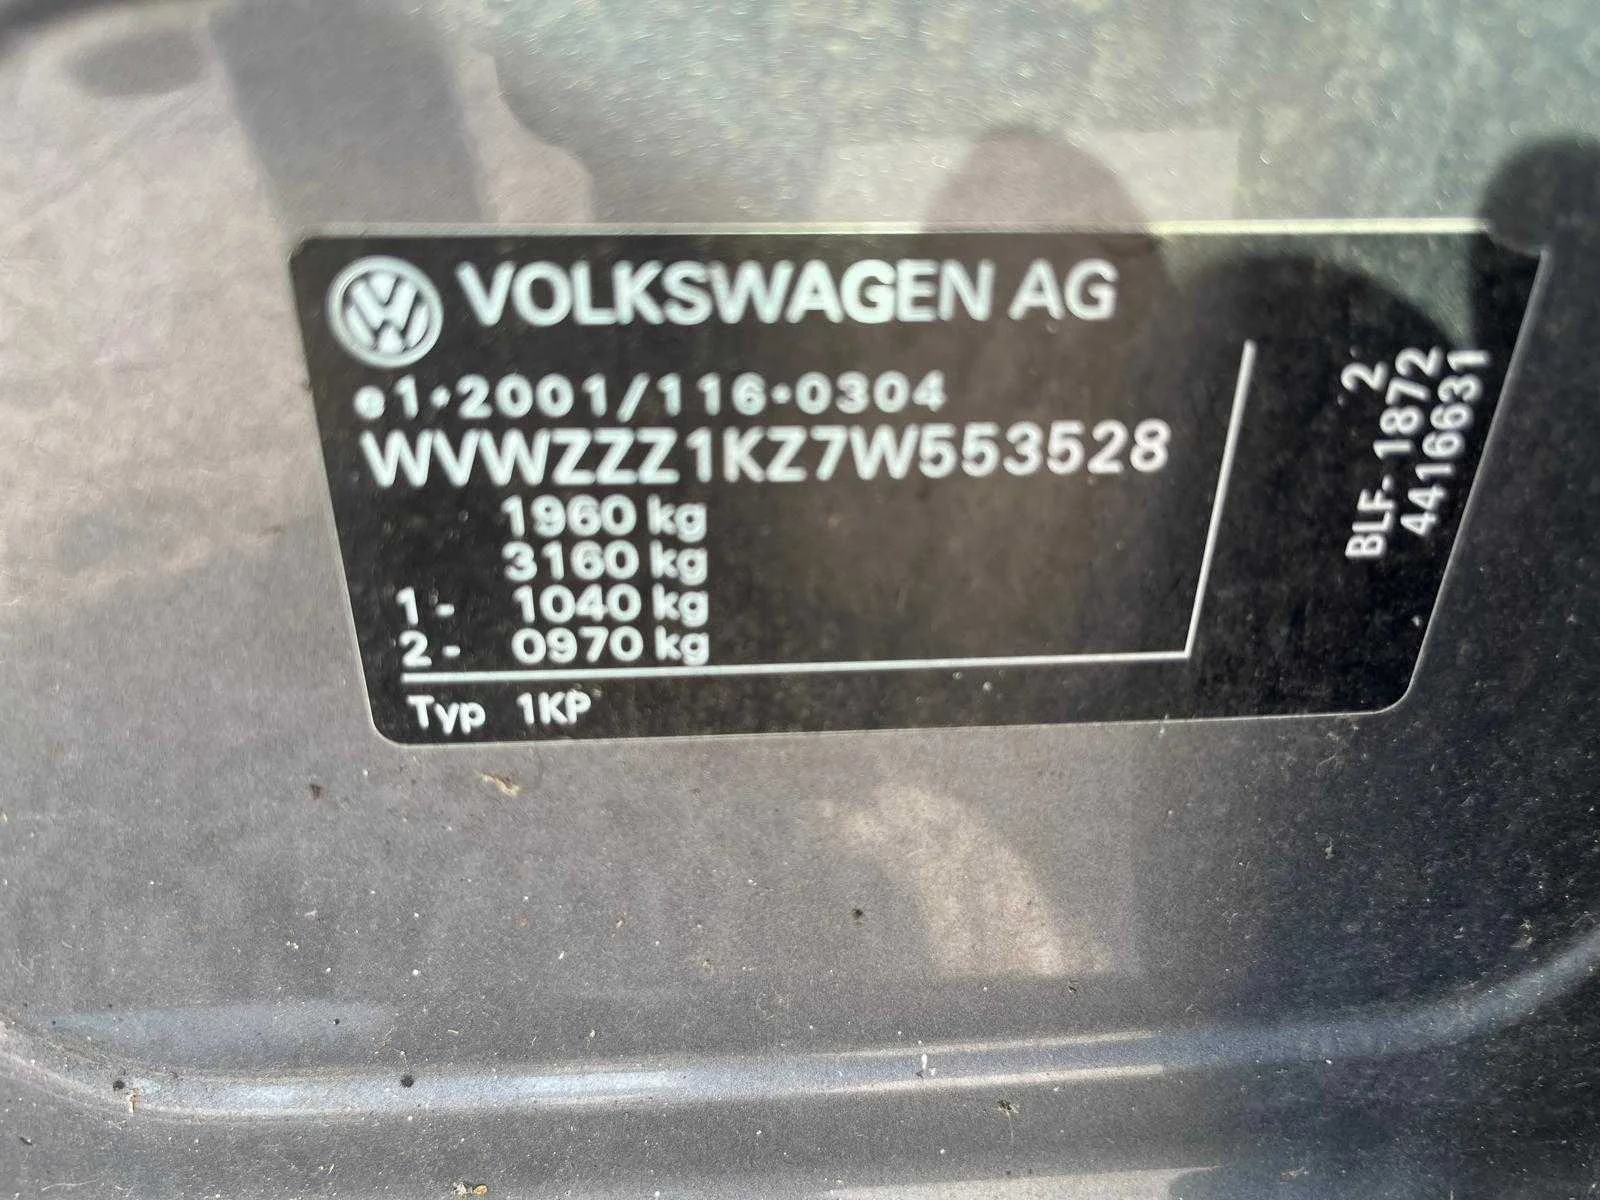 VOLKSWAGEN AG
e1*2001/116*0304
WVWZZZ1KZ7W553528
1960 kg
3160 kg
1- 1040 kg
2- 0970 kg
Typ 1KP
BLF-1872 2
4416631